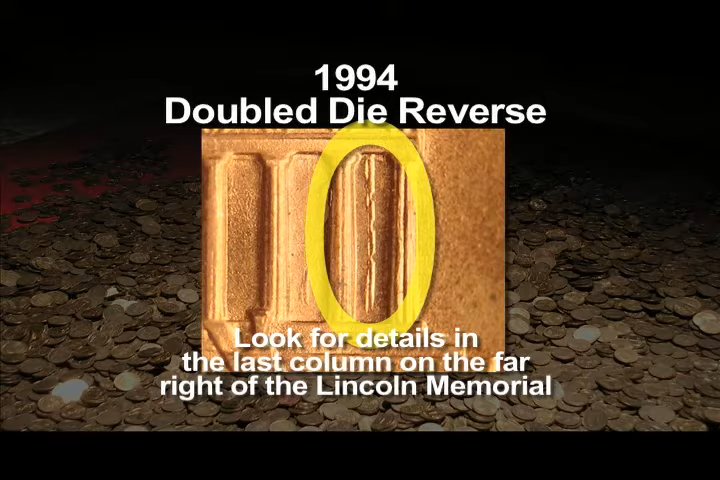 1994
Doubled Die Reverse
Look for details in
the last column on the far
right of the Lincoln Memorial